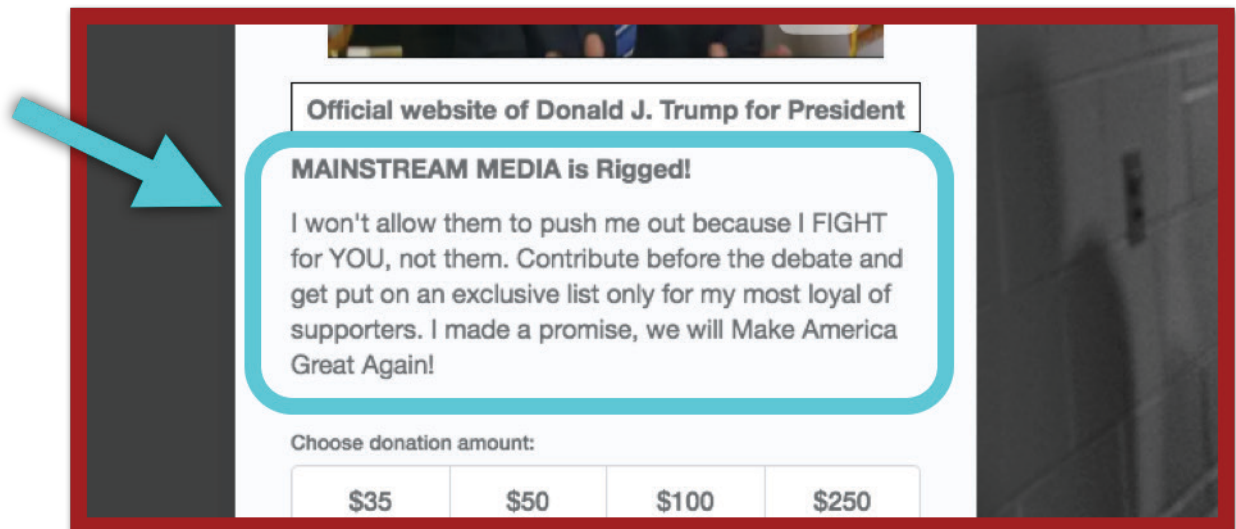 Official website of Donald J. Trump for President
MAINSTREAM MEDIA is Rigged!
I won't allow them to push me out because I FIGHT
for YOU, not them. Contribute before the debate and
get put on an exclusive list only for my most loyal of
supporters. I made a promise, we will Make America
Great Again!
Choose donation amount:
$35 $50 $100 $250